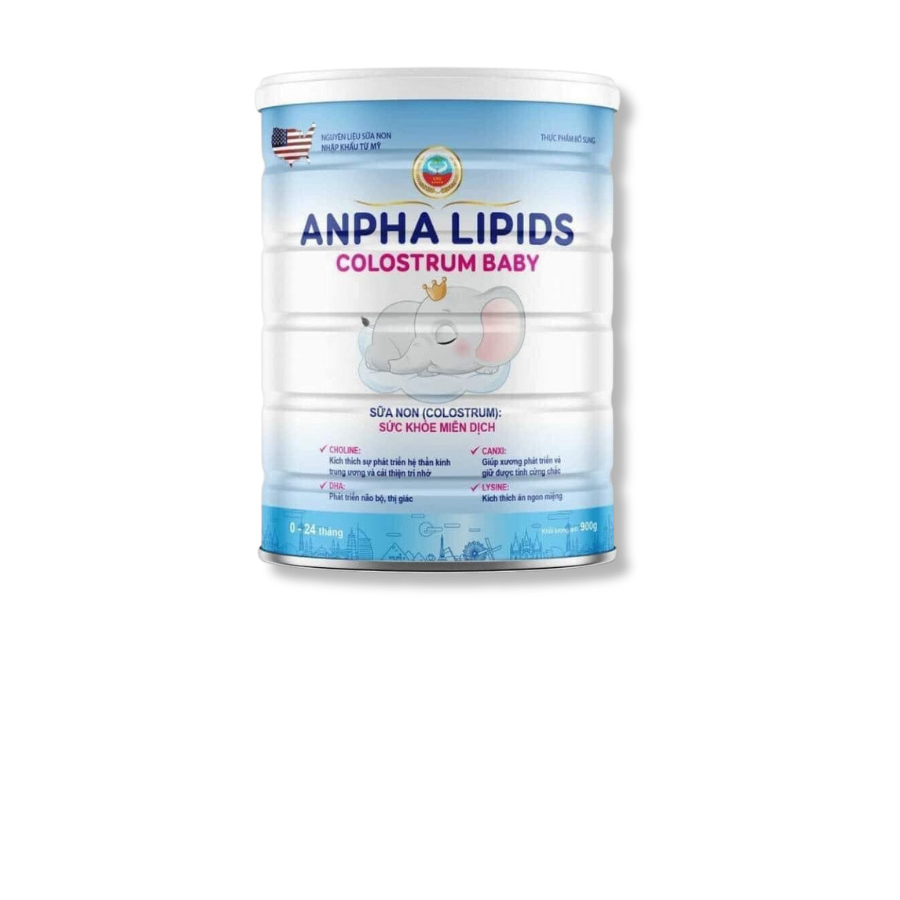 NGUYÊN LIỆU SỮA NON
NHẬP KHẨU TỪ MỸ
THỰC PHẨM BỔ SUNG
ANPHA LIPIDS
COLOSTRUM BABY
SỮA NON (COLOSTRUM):
SỨC KHỎE MIỄN DỊCH
CHOLINE:
Kích thích sự phát triển hệ thần kinh
trung ương và cải thiện trí nhớ
DHA:
Phát triển não bộ, thị giác
CANXI:
Giúp xương phát triển và
giữ được tính cứng chắc
LYSINE:
Kích thích ăn ngon miệng
0 - 24 tháng
Khối lượng 900g